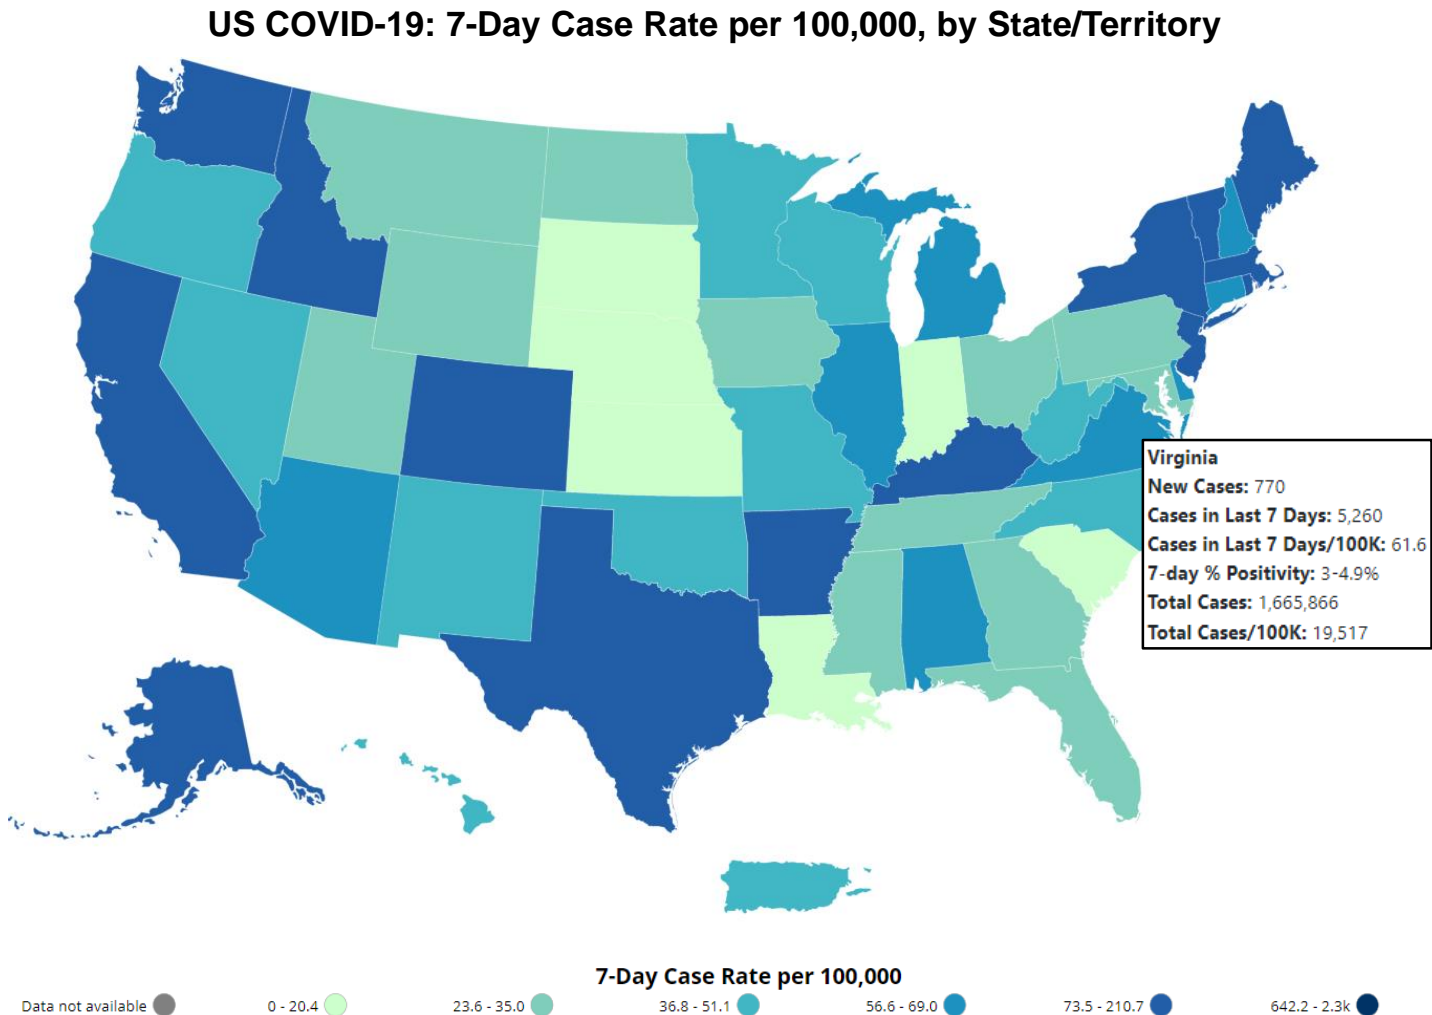 US COVID-19: 7-Day Case Rate per 100,000, by State/Territory
Virginia
New Cases: 770
Cases in Last 7 Days: 5,260
Cases in Last 7 Days/100K: 61.6
7-day % Positivity: 3-4.9%
Total Cases: 1,665,866
Total Cases/100K: 19,517
7-Day Case Rate per 100,000
Data not available 0 - 20.4 23.6 - 35.0 36.8 - 51.1 56.6 - 69.0 73.5 - 210.7 642.2 - 2.3k